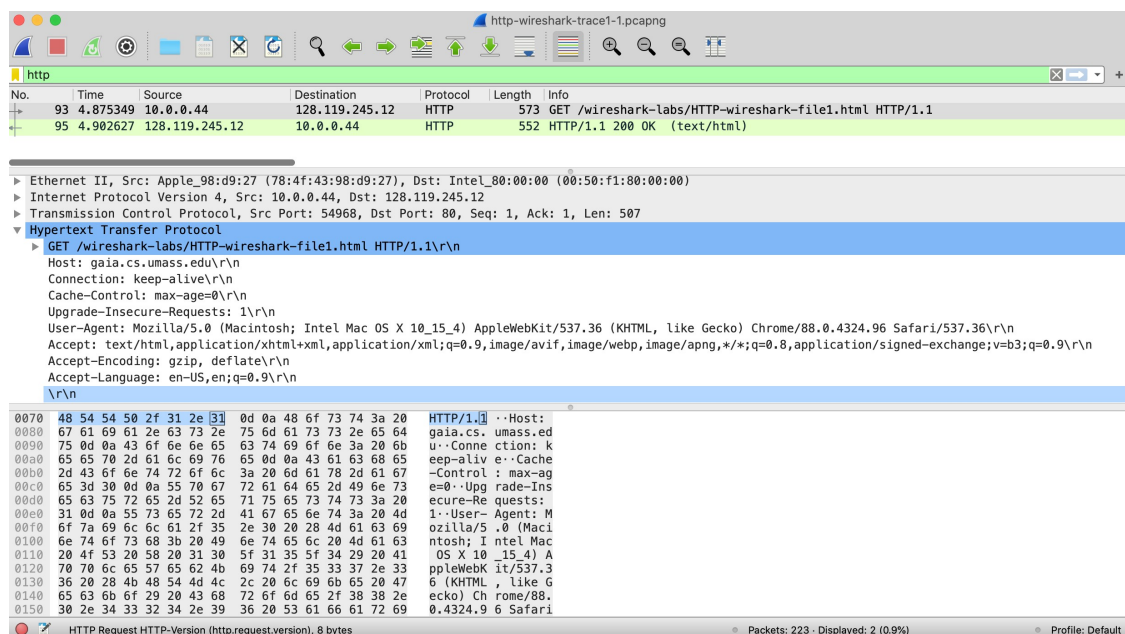 http-wireshark-trace1-1.pcapng
http
No. Time Source Destination Protocol Length Info
93 4.875349 10.0.0.44 128.119.245.12 HTTP 573 GET /wireshark-labs/HTTP-wireshark-file1.html HTTP/1.1
95 4.902627 128.119.245.12 10.0.0.44 HTTP 552 HTTP/1.1 200 OK (text/html)
Ethernet II, Src: Apple_98:d9:27 (78:4f:43:98:d9:27), Dst: Intel_80:00:00 (00:50:f1:80:00:00)
Internet Protocol Version 4, Src: 10.0.0.44, Dst: 128.119.245.12
Transmission Control Protocol, Src Port: 54968, Dst Port: 80, Seq: 1, Ack: 1, Len: 507
Hypertext Transfer Protocol
GET /wireshark-labs/HTTP-wireshark-file1.html HTTP/1.1\r\n
Host: gaia.cs.umass.edu\r\n
Connection: keep-alive\r\n
Cache-Control: max-age=0\r\n
Upgrade-Insecure-Requests: 1\r\n
User-Agent: Mozilla/5.0 (Macintosh; Intel Mac OS X 10_15_4) AppleWebKit/537.36 (KHTML, like Gecko) Chrome/88.0.4324.96 Safari/537.36\r\n
Accept: text/html,application/xhtml+xml,application/xml;q=0.9,image/avif,image/webp,image/apng,*/*;q=0.8,application/signed-exchange;v=b3;q=0.9\r\n
Accept-Encoding: gzip, deflate\r\n
Accept-Language: en-US,en;q=0.9\r\n
\r\n
0070 48 54 54 50 2f 31 2e 31 0d 0a 48 6f 73 74 3a 20 HTTP/1.1 ··Host:
0080 67 61 69 61 2e 63 73 2e 75 6d 61 73 73 2e 65 64 gaia.cs. umass.ed
0090 75 0d 0a 43 6f 6e 6e 65 63 74 69 6f 6e 3a 20 6b u··Conne ction: k
00a0 65 65 70 2d 61 6c 69 76 65 0d 0a 43 61 63 68 65 eep-aliv e··Cache
00b0 2d 43 6f 6e 74 72 6f 6c 3a 20 6d 61 78 2d 61 67 -Control : max-ag
00c0 65 3d 30 0d 0a 55 70 67 72 61 64 65 2d 49 6e 73 e=0··Upg rade-Ins
00d0 65 63 75 72 65 2d 52 65 71 75 65 73 74 73 3a 20 ecure-Re quests:
00e0 31 0d 0a 55 73 65 72 2d 41 67 65 6e 74 3a 20 4d 1··User- Agent: M
00f0 6f 7a 69 6c 6c 61 2f 35 2e 30 20 28 4d 61 63 69 ozilla/5 .0 (Maci
0100 6e 74 6f 73 68 3b 20 49 6e 74 65 6c 20 4d 61 63 ntosh; I ntel Mac
0110 20 4f 53 20 58 20 31 30 5f 31 35 5f 34 29 20 41 OS X 10 _15_4) A
0120 70 70 6c 65 57 65 62 4b 69 74 2f 35 33 37 2e 33 ppleWebK it/537.3
0130 36 20 28 4b 48 54 4d 4c 2c 20 6c 69 6b 65 20 47 6 (KHTML , like G
0140 65 63 6b 6f 29 20 43 68 72 6f 6d 65 2f 38 38 2e ecko) Ch rome/88.
0150 30 2e 34 33 32 34 2e 39 36 20 53 61 66 61 72 69 0.4324.9 6 Safari
HTTP Request HTTP-Version (http.request.version), 8 bytes Packets: 223 · Displayed: 2 (0.9%) Profile: Default